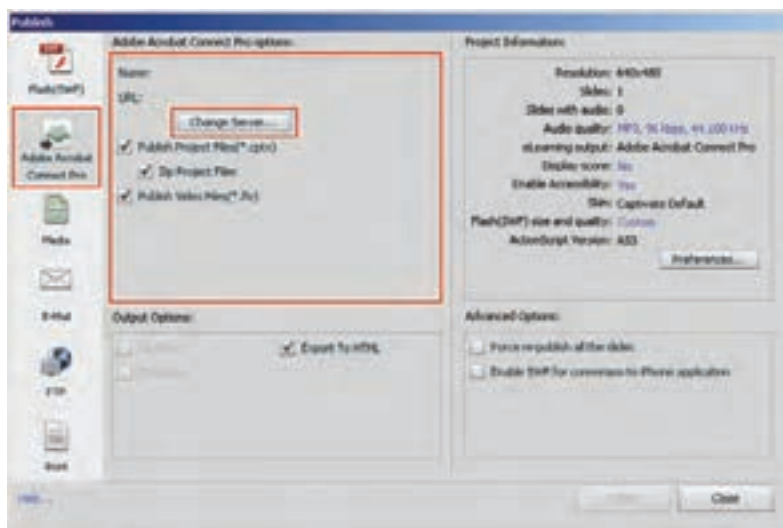 Publish
Flash(SWF)
Adobe Acrobat
Connect Pro
Media
E-Mail
FTP
Print
Adobe Acrobat Connect Pro options:
Name:
URL:
Change Server...
Publish Project Files(*.cptx)
Zip Project Files
Publish Video Files(*.flv)
Project Information:
Resolution: 640x480
Slides: 1
Slides with audio: 0
Audio quality: MP3, 96 kbps, 44.100 kHz
eLearning output: Adobe Acrobat Connect Pro
Display score: No
Enable Accessibility: Yes
Skin: Captivate Default
Flash(SWF) size and quality: Custom
ActionScript Version: AS3
Preferences...
Output Options:
Export To HTML
Advanced Options:
Force re-publish all the slides
Enable SWF for conversion to iPhone application
Help...
Close